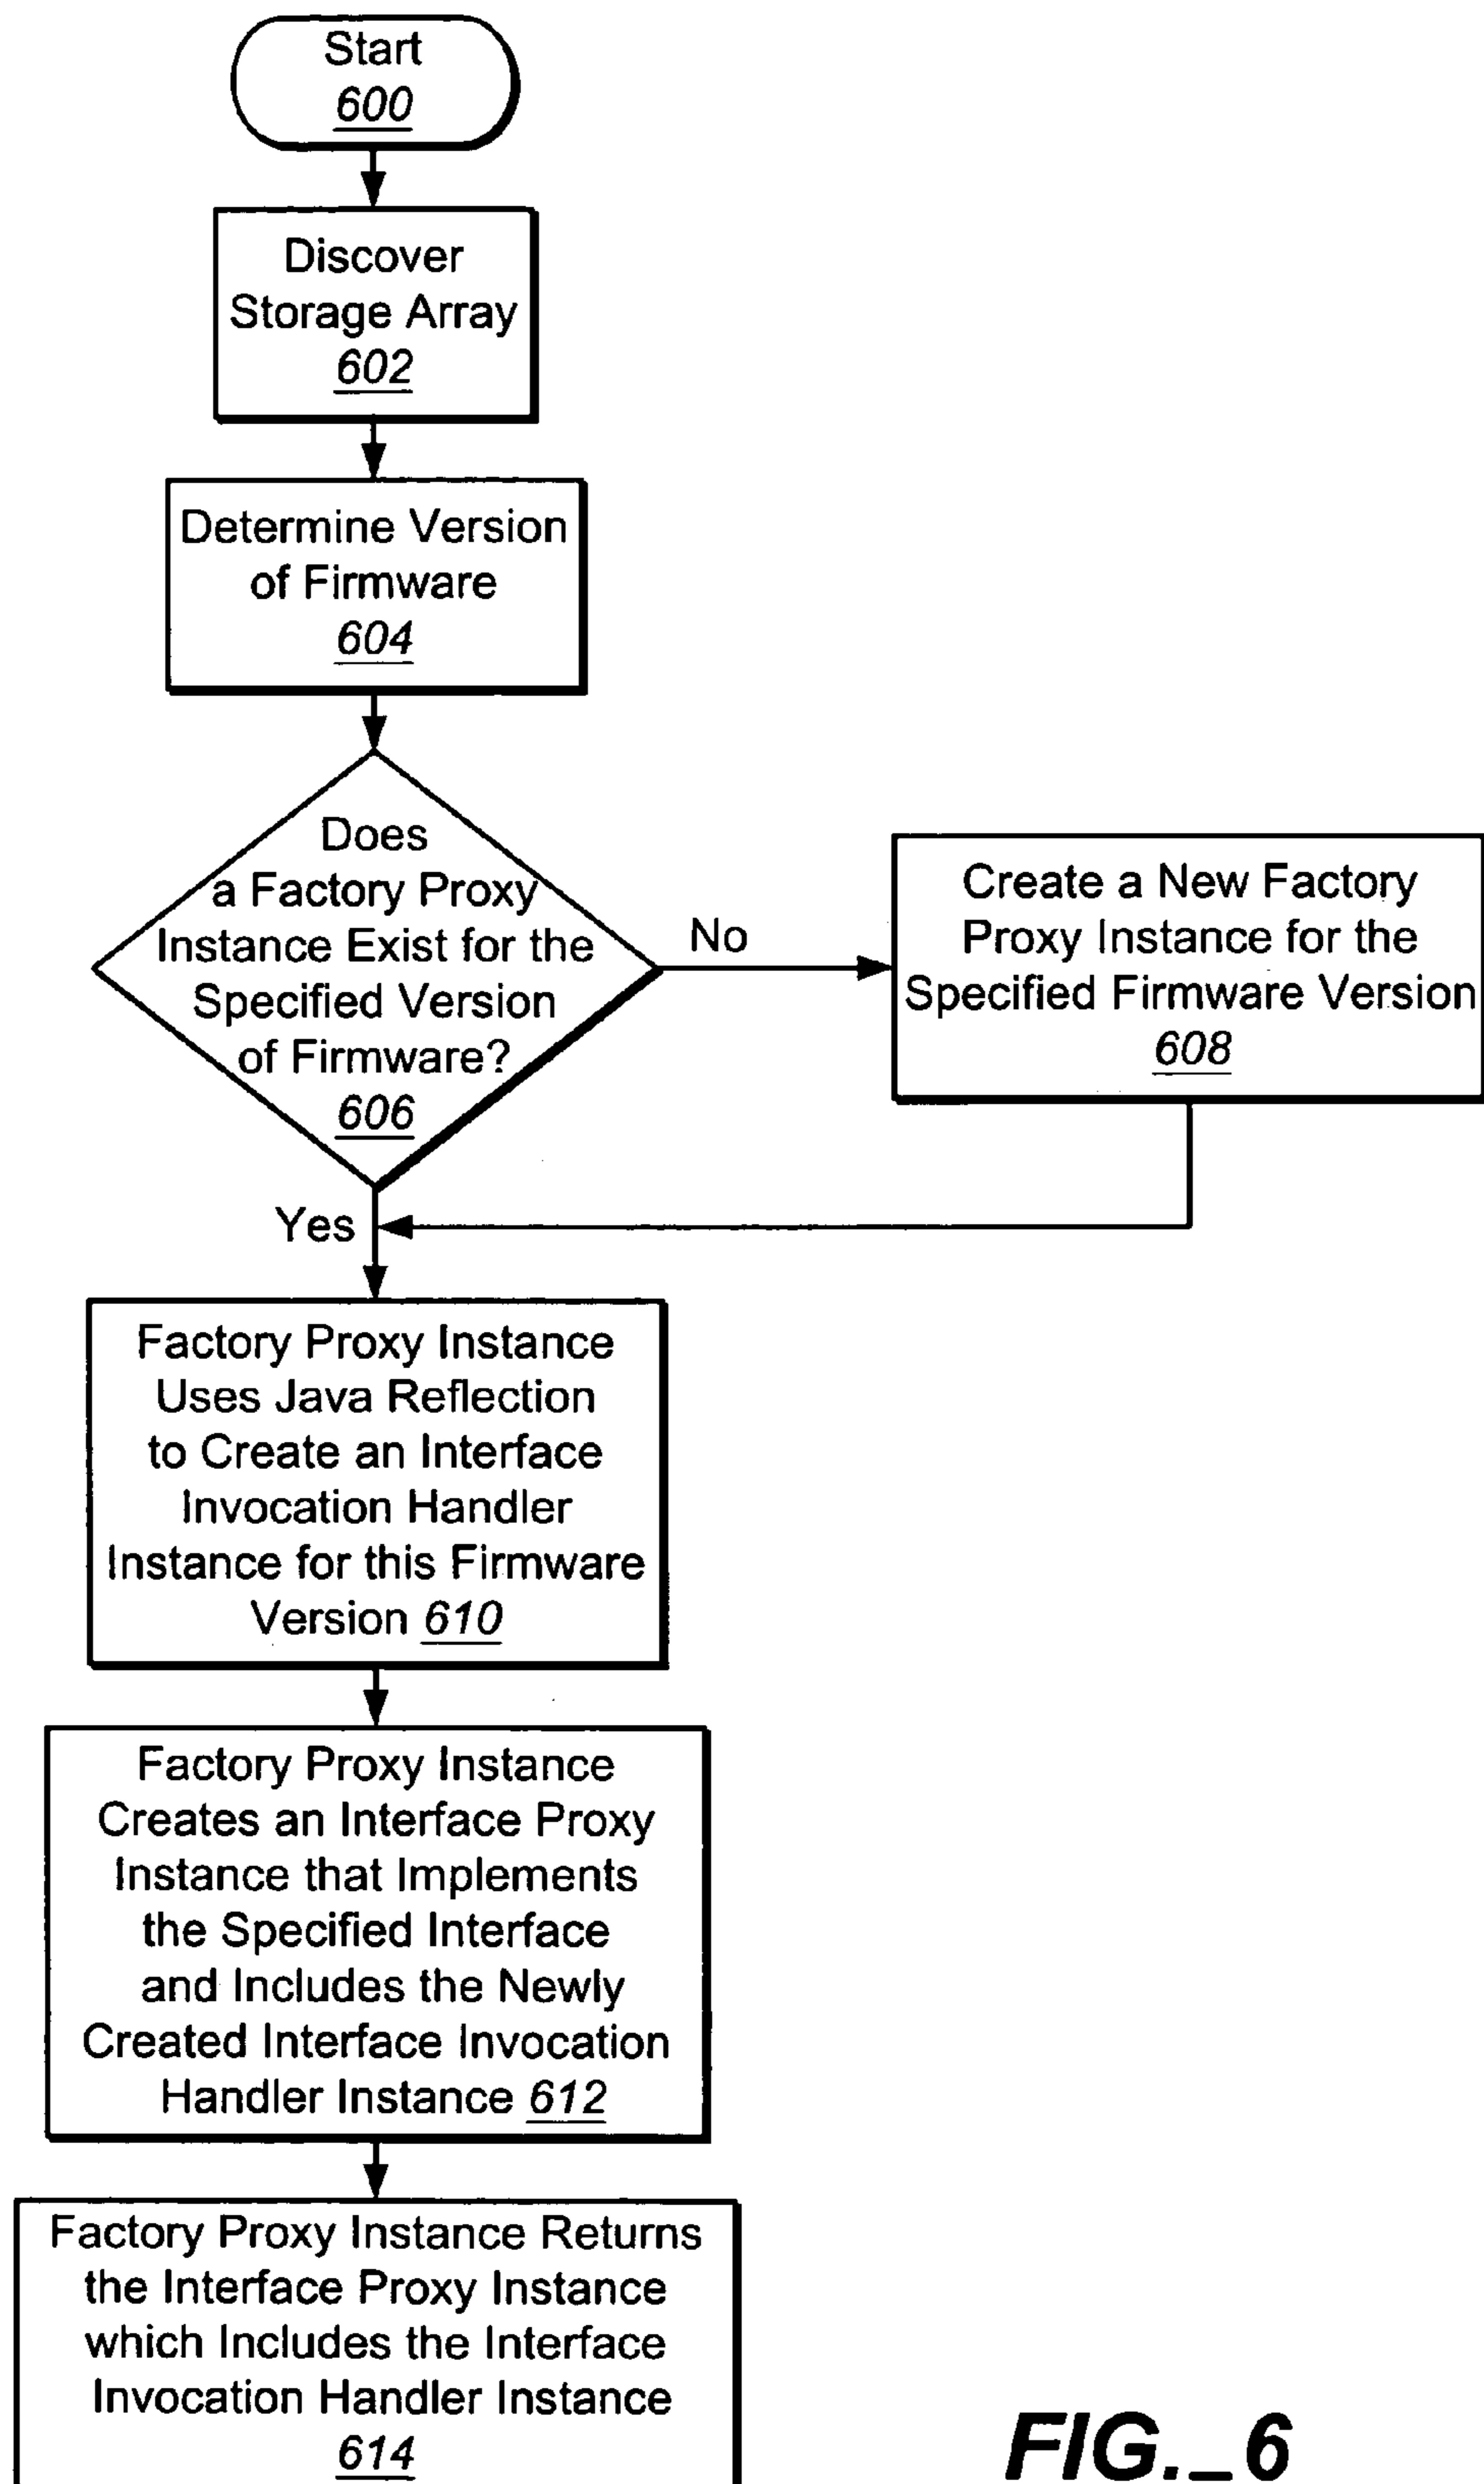 Start
600
Discover
Storage Array
602
Determine Version
of Firmware
604
Does
a Factory Proxy
Instance Exist for the
Specified Version
of Firmware?
606
No
Create a New Factory
Proxy Instance for the
Specified Firmware Version
608
Yes
Factory Proxy Instance
Uses Java Reflection
to Create an Interface
Invocation Handler
Instance for this Firmware
Version 610
Factory Proxy Instance
Creates an Interface Proxy
Instance that Implements
the Specified Interface
and Includes the Newly
Created Interface Invocation
Handler Instance 612
Factory Proxy Instance Returns
the Interface Proxy Instance
which Includes the Interface
Invocation Handler Instance
614
FIG._6